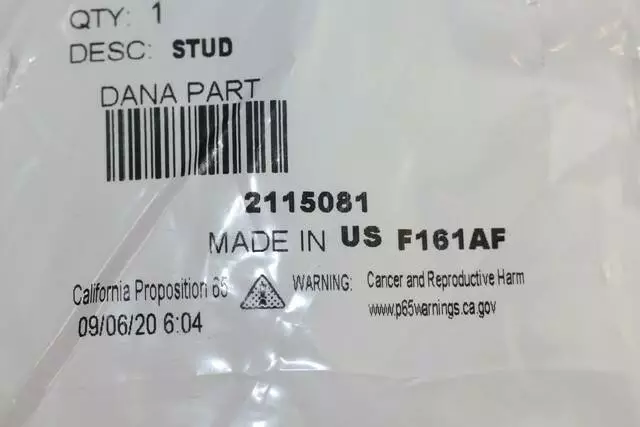 QTY: 1
DESC: STUD
DANA PART
2115081
MADE IN US F161AF
California Proposition 65 WARNING: Cancer and Reproductive Harm
www.p65warnings.ca.gov
09/06/20 6:04